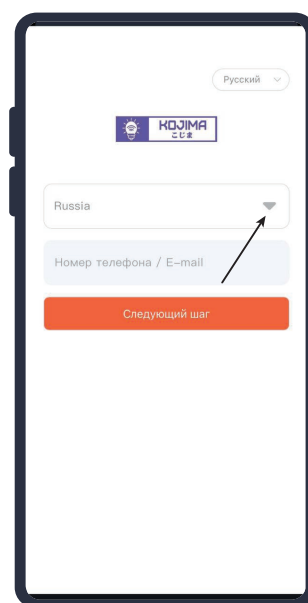 Русский
KOJIMA
こじま
Russia
Номер телефона / E-mail
Следующий шаг